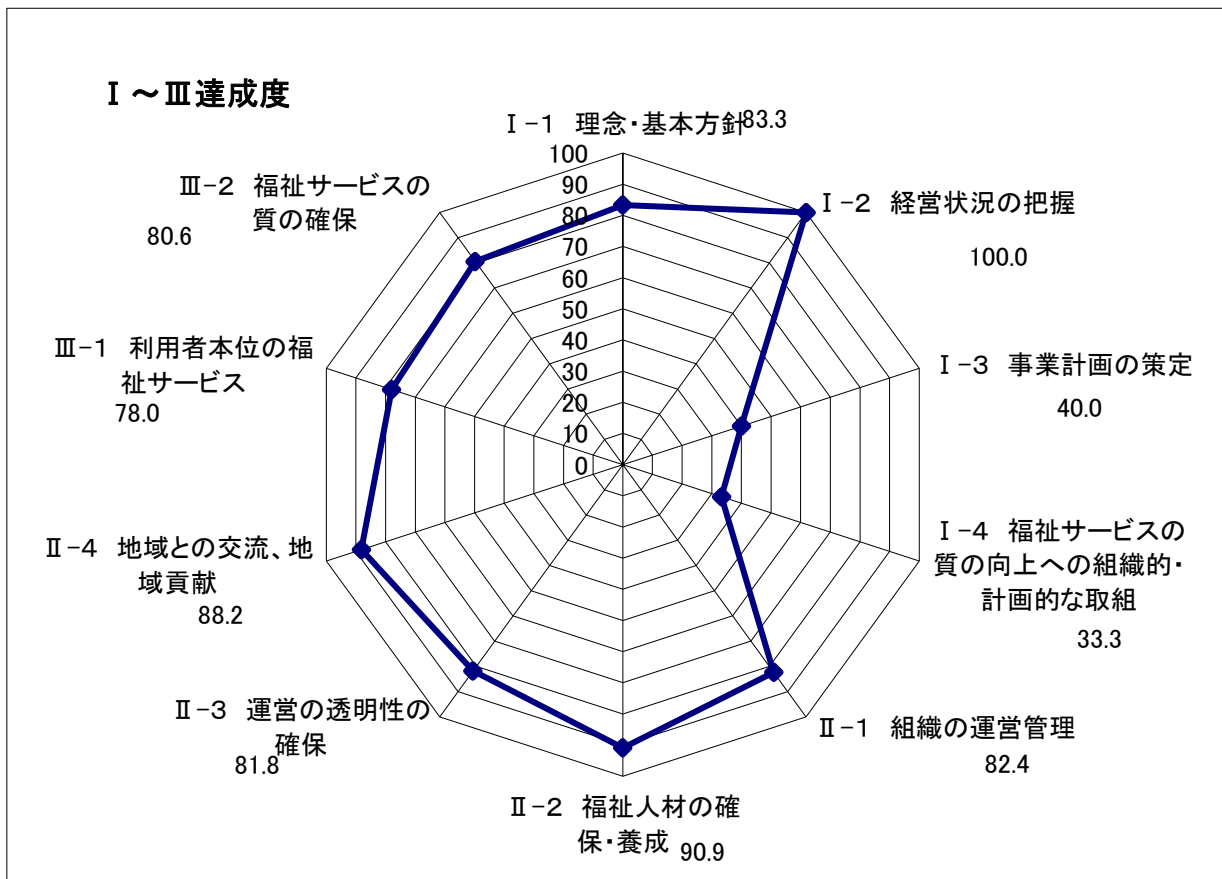 Ⅰ～Ⅲ達成度
Ⅰ-1 理念・基本方針
83.3
Ⅰ-2 経営状況の把握
100.0
Ⅰ-3 事業計画の策定
40.0
Ⅰ-4 福祉サービスの
質の向上への組織的・
計画的な取組
33.3
Ⅱ-1 組織の運営管理
82.4
Ⅱ-2 福祉人材の確
保・養成
90.9
Ⅱ-3 運営の透明性の
確保
81.8
Ⅱ-4 地域との交流、地
域貢献
88.2
Ⅲ-1 利用者本位の福
祉サービス
78.0
Ⅲ-2 福祉サービスの
質の確保
80.6
100
90
80
70
60
50
40
30
20
10
0